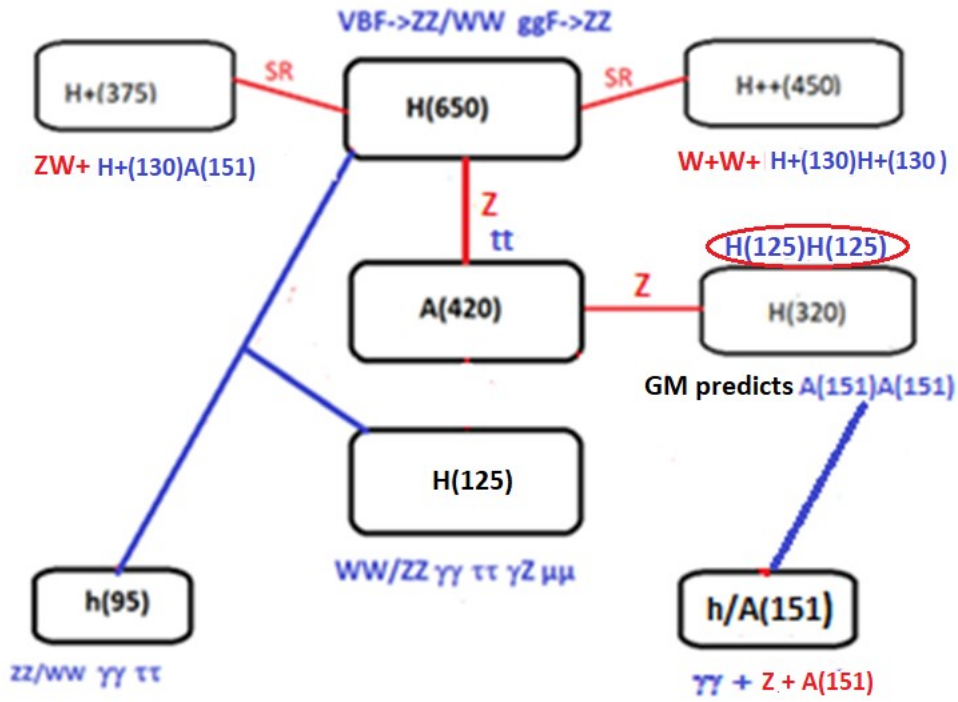 VBF->ZZ/WW ggF->ZZ
H+(375)
SR
H(650)
SR
H++(450)
ZW+ H+(130)A(151)
W+W+ H+(130)H+(130)
Z
tt
H(125)H(125)
A(420)
Z
H(320)
GM predicts A(151)A(151)
H(125)
WW/ZZ γγ ττ γZ μμ
h(95)
h/A(151)
zz/ww γγ ττ
γγ + Z + A(151)